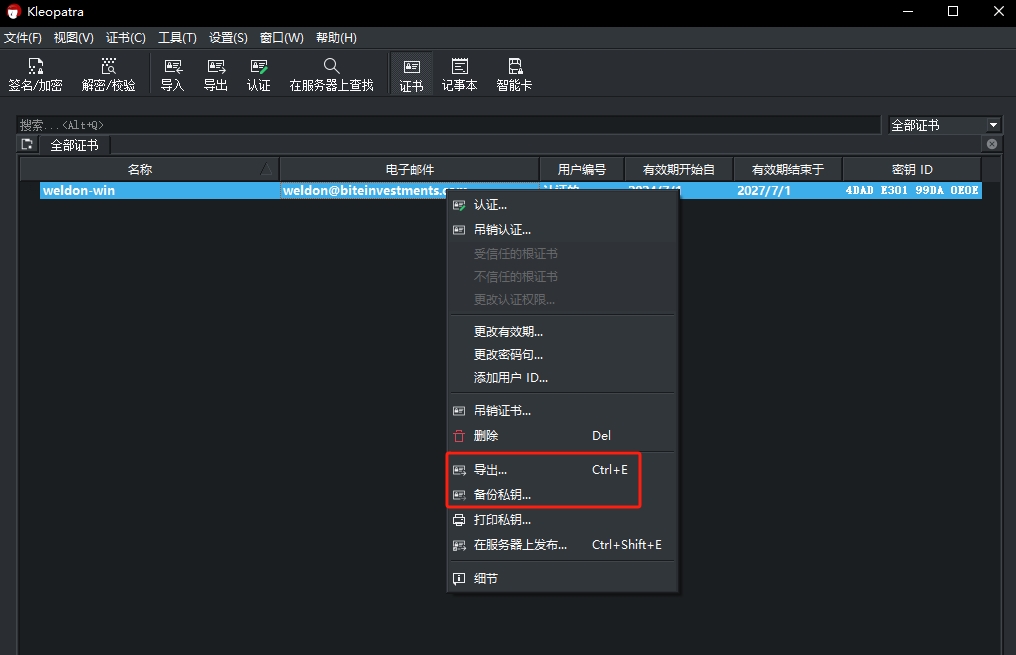 Kleopatra
文件(F) 视图(V) 证书(C) 工具(T) 设置(S) 窗口(W) 帮助(H)
签名/加密 解密/校验 导入 导出 认证 在服务器上查找 证书 记事本 智能卡
搜索...<Alt+Q> 全部证书
全部证书
名称 电子邮件 用户编号 有效期开始自 有效期结束于 密钥 ID
weldon-win weldon@biteinvestments.com 认证的 2024/7/1 2027/7/1 4DAD E301 99DA 0E0E
认证...
吊销认证...
受信任的根证书
不信任的根证书
更改认证权限...
更改有效期...
更改密码句...
添加用户 ID...
吊销证书...
删除 Del
导出... Ctrl+E
备份私钥...
打印私钥...
在服务器上发布... Ctrl+Shift+E
细节